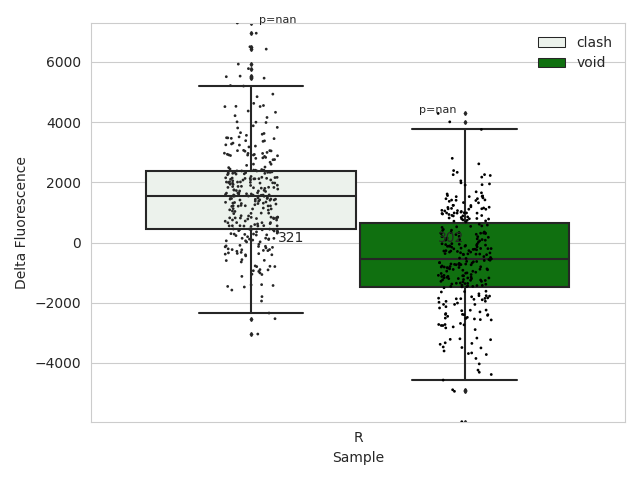 p=nan
clash
void
6000
p=nan
4000
2000
321
0
−2000
−4000
Delta Fluorescence
R
Sample